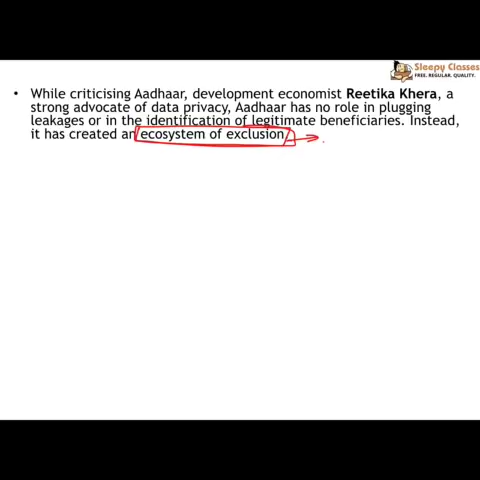 Sleepy Classes
FREE. REGULAR. QUALITY.
• While criticising Aadhaar, development economist Reetika Khera, a
strong advocate of data privacy, Aadhaar has no role in plugging
leakages or in the identification of legitimate beneficiaries. Instead,
it has created an ecosystem of exclusion